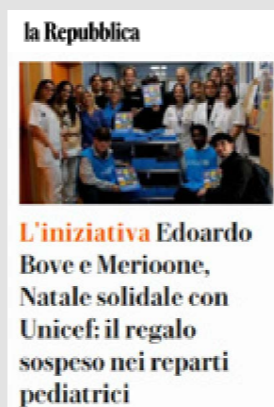 la Repubblica
L'iniziativa Edoardo
Bove e Merioone,
Natale solidale con
Unicef: il regalo
sospeso nei reparti
pediatrici